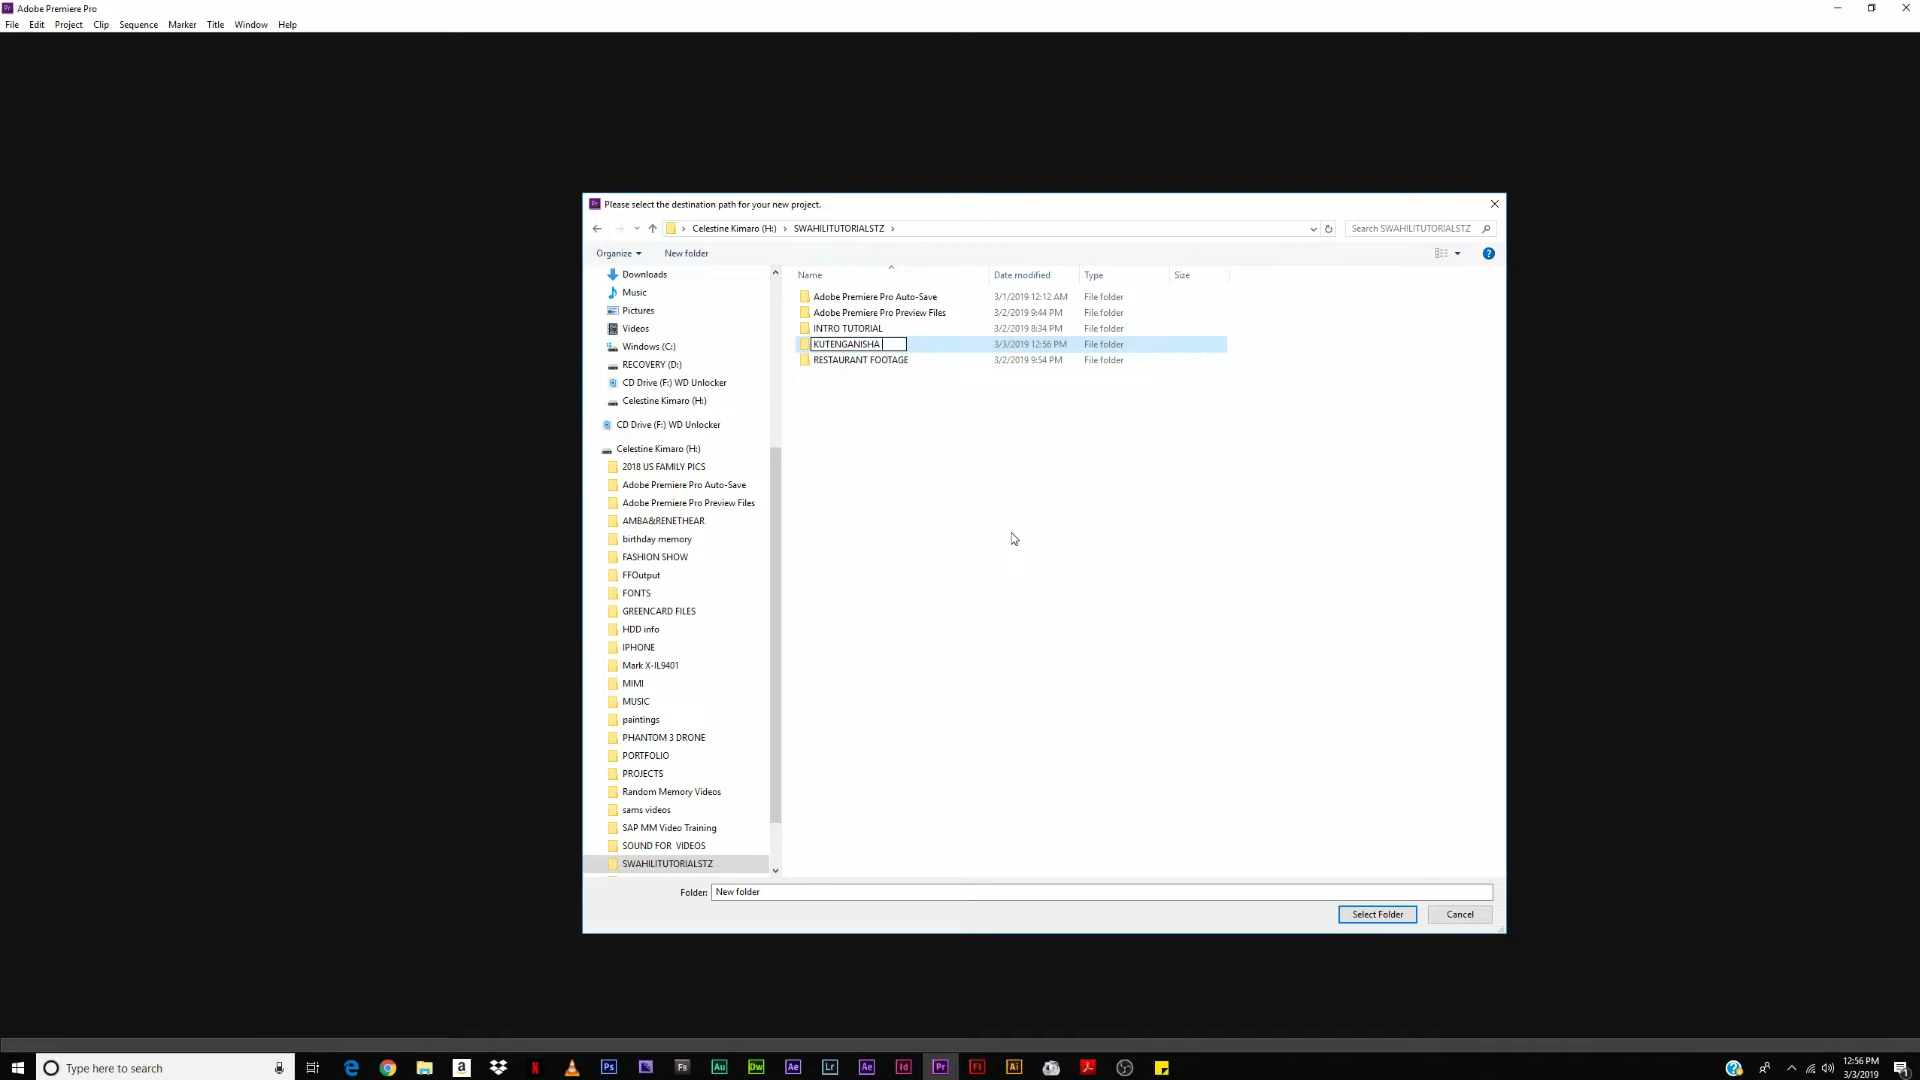 Adobe Premiere Pro
File Edit Project Clip Sequence Marker Title Window Help
Please select the destination path for your new project.
Celestine Kimaro (H:) SWAHILITUTORIALSTZ
Search SWAHILITUTORIALSTZ
Organize New folder
Name Date modified Type Size
Downloads
Music
Pictures
Videos
Windows (C:)
RECOVERY (D:)
CD Drive (F:) WD Unlocker
Celestine Kimaro (H:)
CD Drive (F:) WD Unlocker
Celestine Kimaro (H:)
2018 US FAMILY PICS
Adobe Premiere Pro Auto-Save
Adobe Premiere Pro Preview Files
AMBA&RENETHEAR
birthday memory
FASHION SHOW
FFOutput
FONTS
GREENCARD FILES
HDD info
IPHONE
Mark X-IL9401
MIMI
MUSIC
paintings
PHANTOM 3 DRONE
PORTFOLIO
PROJECTS
Random Memory Videos
sams videos
SAP MM Video Training
SOUND FOR VIDEOS
SWAHILITUTORIALSTZ
Adobe Premiere Pro Auto-Save 3/1/2019 12:12 AM File folder
Adobe Premiere Pro Preview Files 3/2/2019 9:44 PM File folder
INTRO TUTORIAL 3/2/2019 8:34 PM File folder
KUTENGANISHA 3/3/2019 12:56 PM File folder
RESTAURANT FOOTAGE 3/2/2019 9:54 PM File folder
Folder: New folder
Select Folder Cancel
Type here to search
12:56 PM
3/3/2019